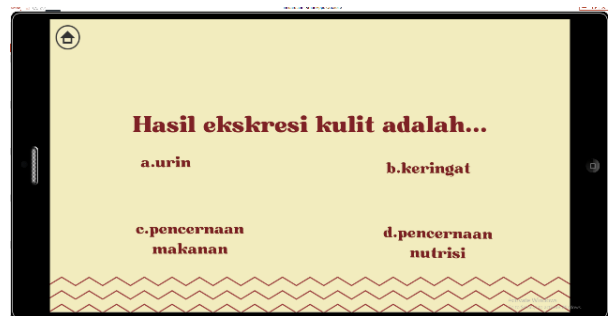 Hasil ekskresi kulit adalah...
a.urin
b.keringat
c.pencernaan
makanan
d.pencernaan
nutrisi